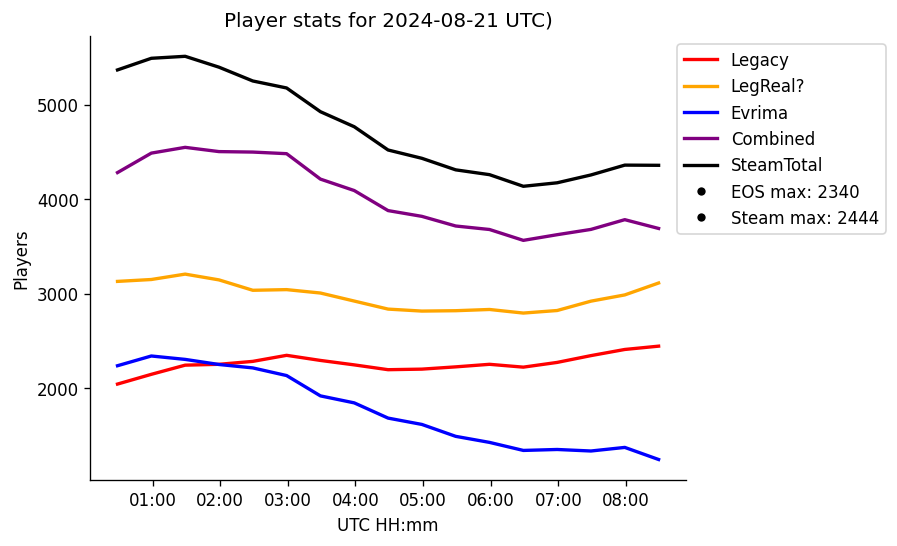 Player stats for 2024-08-21 UTC)
Legacy
LegReal?
Evrima
Combined
SteamTotal
EOS max: 2340
Steam max: 2444
Players
5000
4000
3000
2000
01:00 02:00 03:00 04:00 05:00 06:00 07:00 08:00
UTC HH:mm